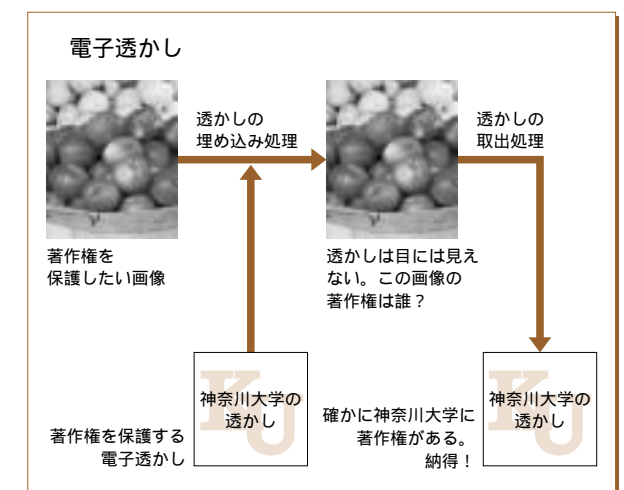 電子透かし
透かしの
埋め込み処理
透かしの
取出処理
著作権を
保護したい画像
透かしは目には見え
ない。この画像の
著作権は誰？
KU
神奈川大学の
透かし
著作権を保護する
電子透かし
確かに神奈川大学に
著作権がある。
納得！
KU
神奈川大学の
透かし